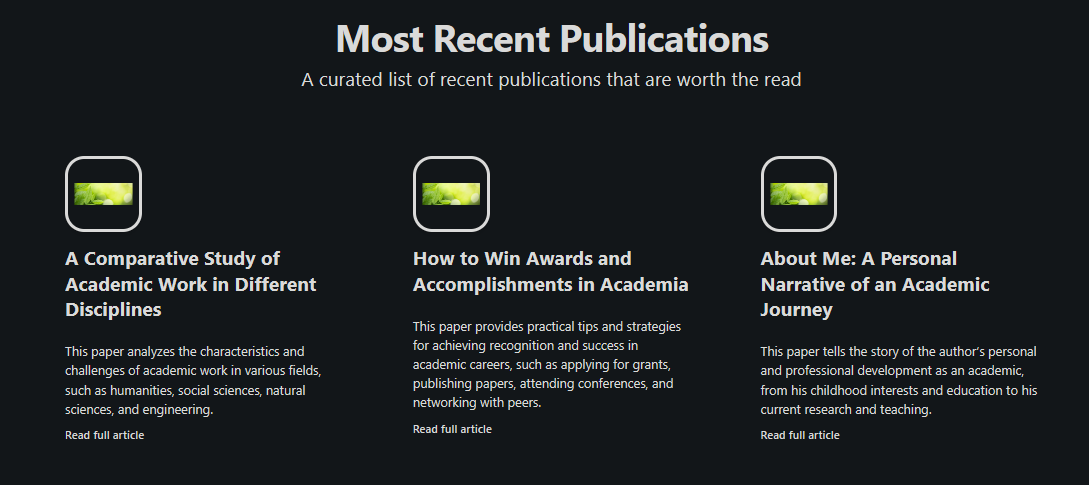 Most Recent Publications
A curated list of recent publications that are worth the read
A Comparative Study of
Academic Work in Different
Disciplines
This paper analyzes the characteristics and
challenges of academic work in various fields,
such as humanities, social sciences, natural
sciences, and engineering.
Read full article
How to Win Awards and
Accomplishments in Academia
This paper provides practical tips and strategies
for achieving recognition and success in
academic careers, such as applying for grants,
publishing papers, attending conferences, and
networking with peers.
Read full article
About Me: A Personal
Narrative of an Academic
Journey
This paper tells the story of the author's personal
and professional development as an academic,
from his childhood interests and education to his
current research and teaching.
Read full article